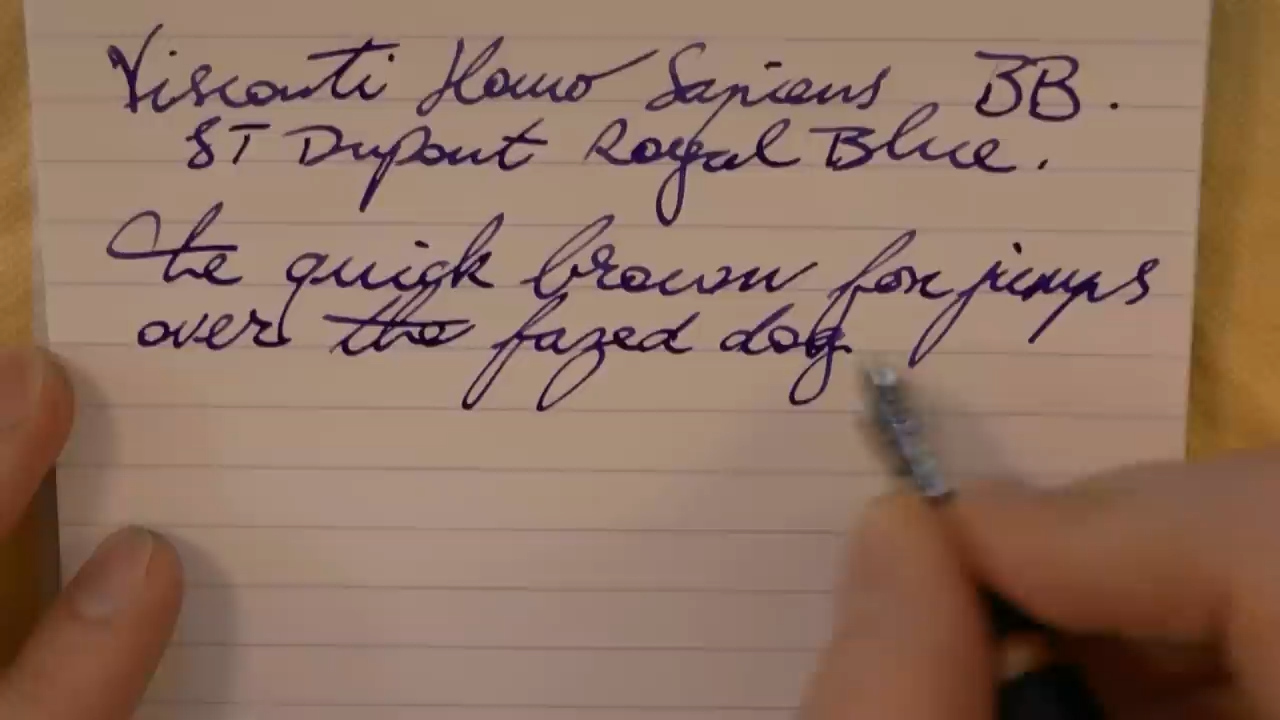 Visconti Homo Sapiens BB.
ST Dupont Royal Blue.
the quick brown fox jumps
over the fazed dog